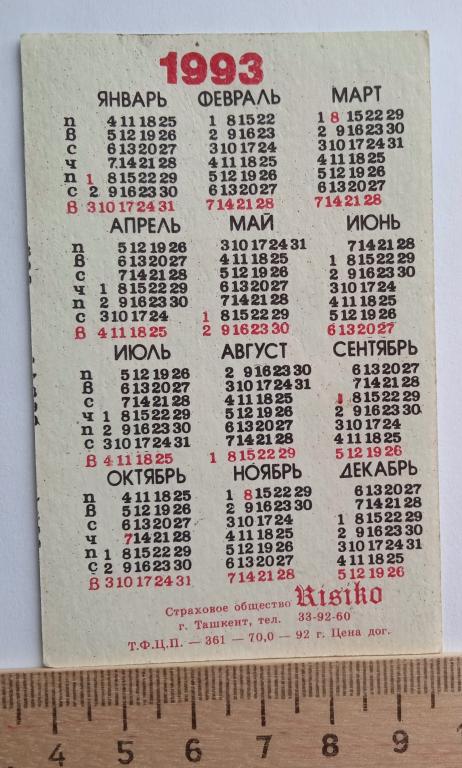 1993
ЯНВАРЬ ФЕВРАЛЬ МАРТ
П 4 11 18 25 1 8 15 22 1 8 15 22 29
В 5 12 19 26 2 9 16 23 2 9 16 23 30
С 6 13 20 27 3 10 17 24 3 10 17 24 31
Ч 7 14 21 28 4 11 18 25 4 11 18 25
П 1 8 15 22 29 5 12 19 26 5 12 19 26
С 2 9 16 23 30 6 13 20 27 6 13 20 27
В 3 10 17 24 31 7 14 21 28 7 14 21 28
АПРЕЛЬ МАЙ ИЮНЬ
П 5 12 19 26 3 10 17 24 31 7 14 21 28
В 6 13 20 27 4 11 18 25 1 8 15 22 29
С 7 14 21 28 5 12 19 26 2 9 16 23 30
Ч 1 8 15 22 29 6 13 20 27 3 10 17 24
П 2 9 16 23 30 7 14 21 28 4 11 18 25
С 3 10 17 24 1 8 15 22 29 5 12 19 26
В 4 11 18 25 2 9 16 23 30 6 13 20 27
ИЮЛЬ АВГУСТ СЕНТЯБРЬ
П 5 12 19 26 2 9 16 23 30 6 13 20 27
В 6 13 20 27 3 10 17 24 31 7 14 21 28
С 7 14 21 28 4 11 18 25 1 8 15 22 29
Ч 1 8 15 22 29 5 12 19 26 2 9 16 23 30
П 2 9 16 23 30 6 13 20 27 3 10 17 24
С 3 10 17 24 31 7 14 21 28 4 11 18 25
В 4 11 18 25 1 8 15 22 29 5 12 19 26
ОКТЯБРЬ НОЯБРЬ ДЕКАБРЬ
П 4 11 18 25 1 8 15 22 29 6 13 20 27
В 5 12 19 26 2 9 16 23 30 7 14 21 28
С 6 13 20 27 3 10 17 24 1 8 15 22 29
Ч 7 14 21 28 4 11 18 25 2 9 16 23 30
П 1 8 15 22 29 5 12 19 26 3 10 17 24 31
С 2 9 16 23 30 6 13 20 27 4 11 18 25
В 3 10 17 24 31 7 14 21 28 5 12 19 26
Страховое общество Risiko
г. Ташкент, тел. 33-92-60
Т.Ф.Ц.П. — 361 — 70,0 — 92 г. Цена дог.
4 5 6 7 8 9